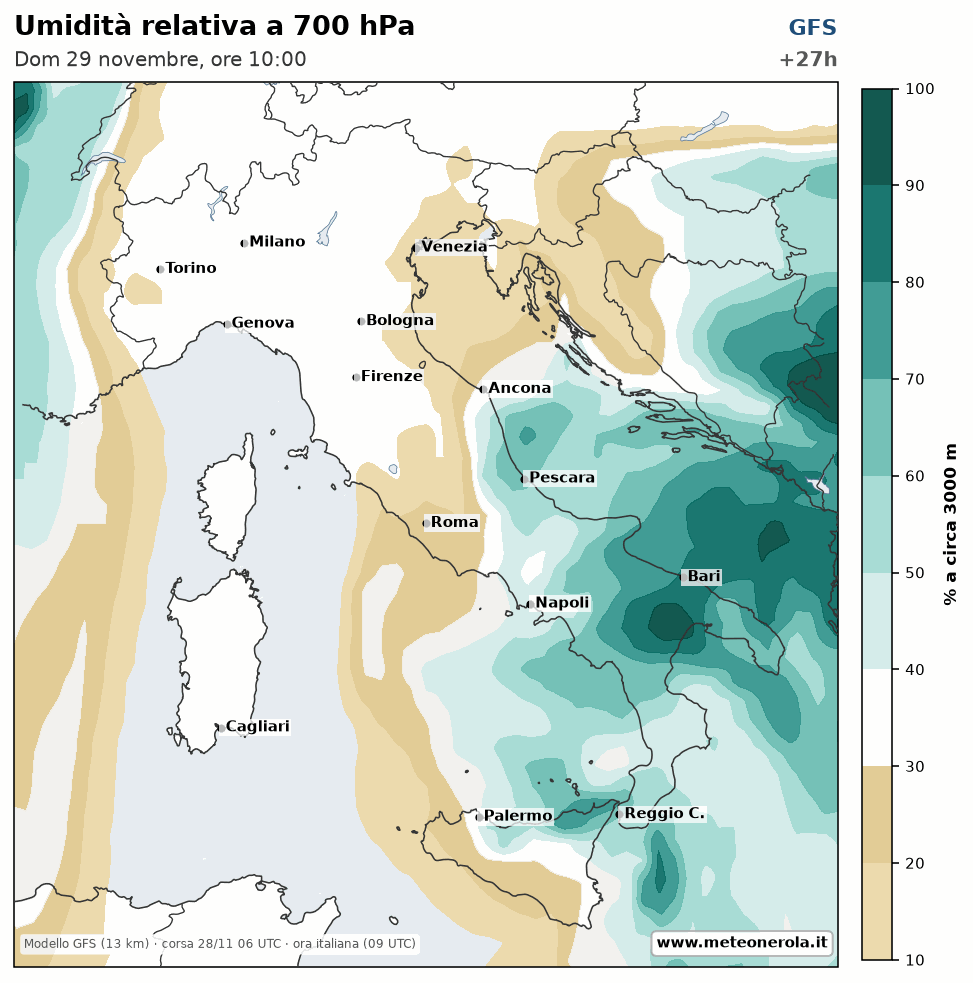 Umidità relativa a 700 hPa
GFS
Dom 29 novembre, ore 10:00
+27h
100
90
80
70
60
50
40
30
20
10
% a circa 3000 m
Milano
Venezia
Torino
Genova
Bologna
Firenze
Ancona
Pescara
Roma
Bari
Napoli
Cagliari
Palermo
Reggio C.
Modello GFS (13 km) · corsa 28/11 06 UTC · ora italiana (09 UTC)
www.meteonerola.it